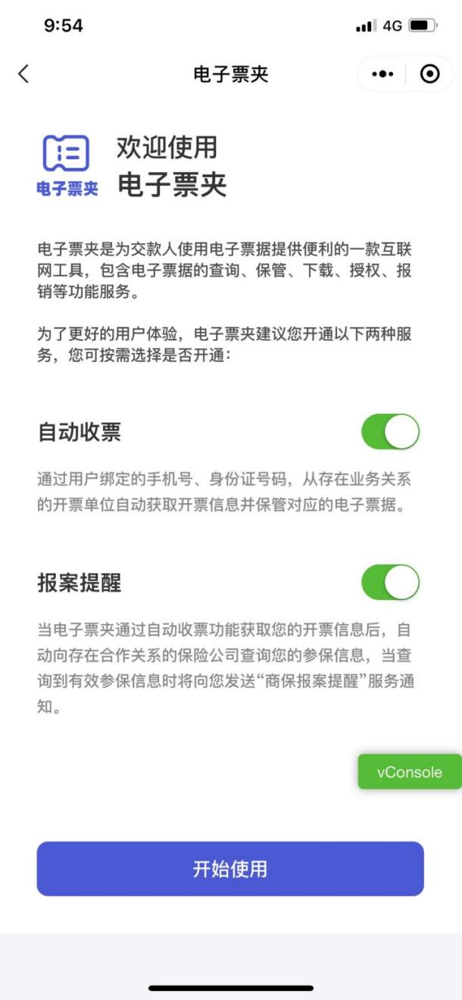 9:54
4G
电子票夹
欢迎使用
电子票夹
电子票夹
电子票夹是为交款人使用电子票据提供便利的一款互联
网工具，包含电子票据的查询、保管、下载、授权、报
销等功能服务。
为了更好的用户体验，电子票夹建议您开通以下两种服
务，您可按需选择是否开通：
自动收票
通过用户绑定的手机号、身份证号码，从存在业务关系
的开票单位自动获取开票信息并保管对应的电子票据。
报案提醒
当电子票夹通过自动收票功能获取您的开票信息后，自
动向存在合作关系的保险公司查询您的参保信息，当查
询到有效参保信息时将向您发送“商保报案提醒”服务通
知。
vConsole
开始使用